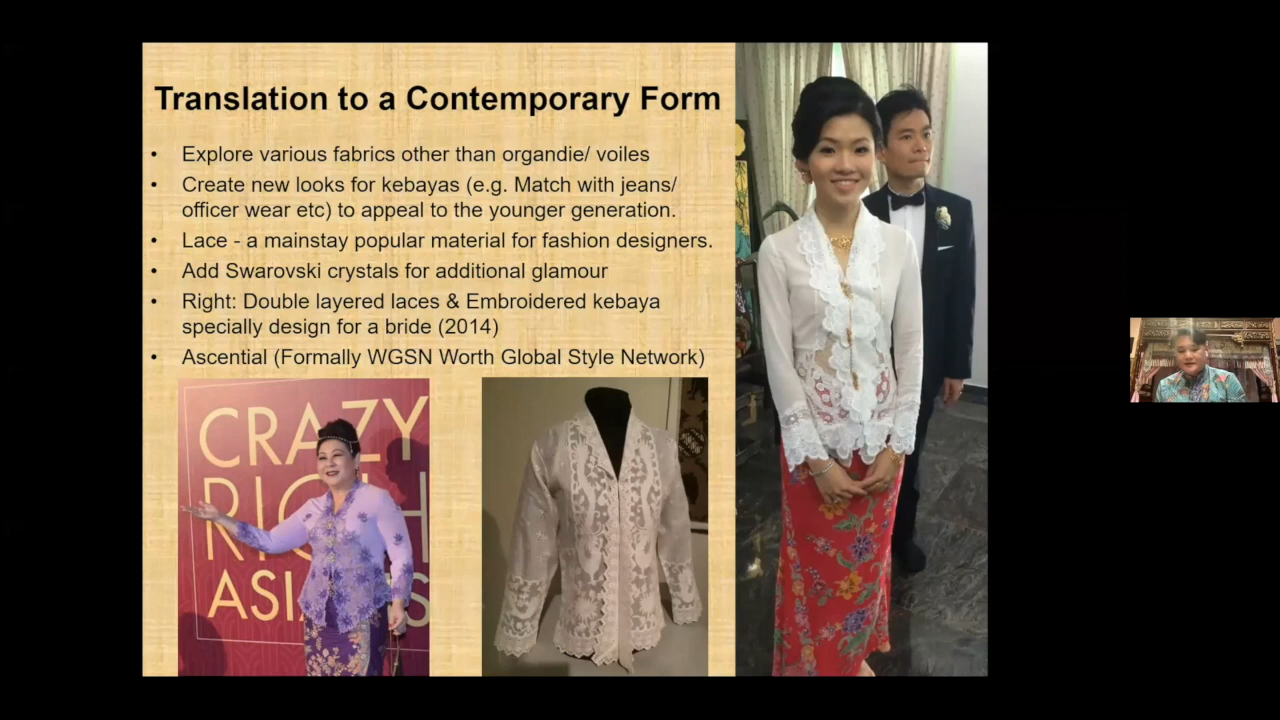 Translation to a Contemporary Form
• Explore various fabrics other than organdie/ voiles
• Create new looks for kebayas (e.g. Match with jeans/
officer wear etc) to appeal to the younger generation.
• Lace - a mainstay popular material for fashion designers.
• Add Swarovski crystals for additional glamour
• Right: Double layered laces & Embroidered kebaya
specially design for a bride (2014)
• Ascential (Formally WGSN Worth Global Style Network)
CRAZY